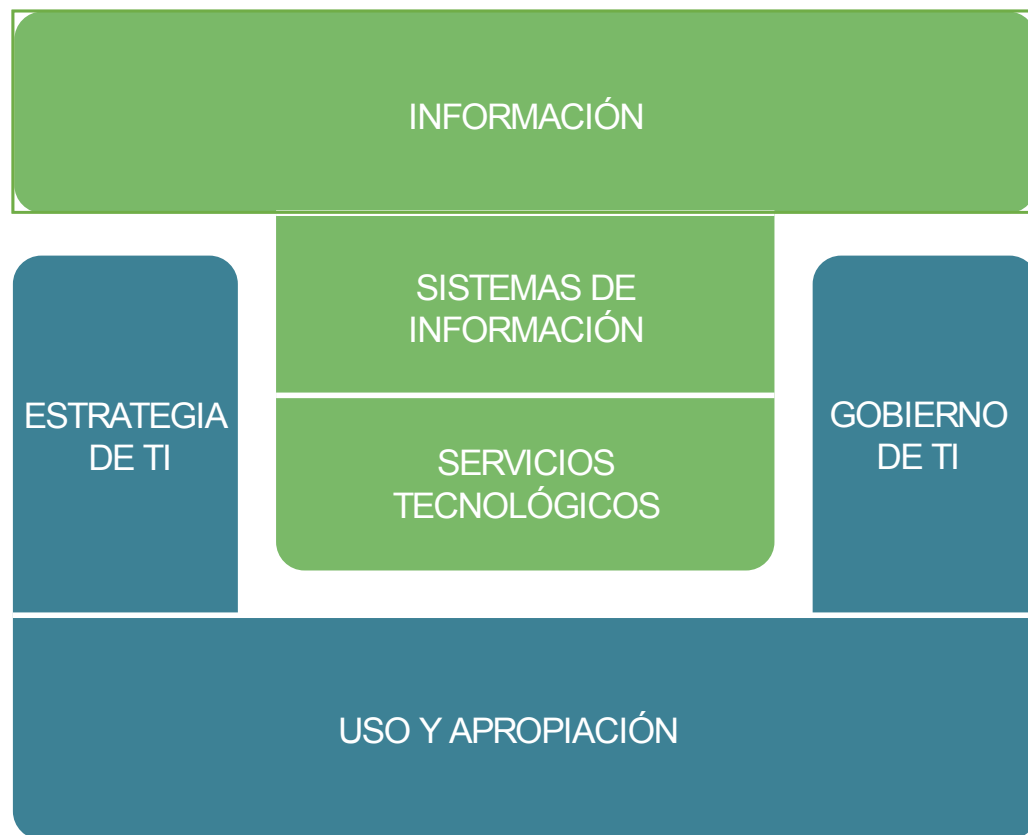 INFORMACIÓN
SISTEMAS DE
INFORMACIÓN
ESTRATEGIA
DE TI
GOBIERNO
DE TI
SERVICIOS
TECNOLÓGICOS
USO Y APROPIACIÓN